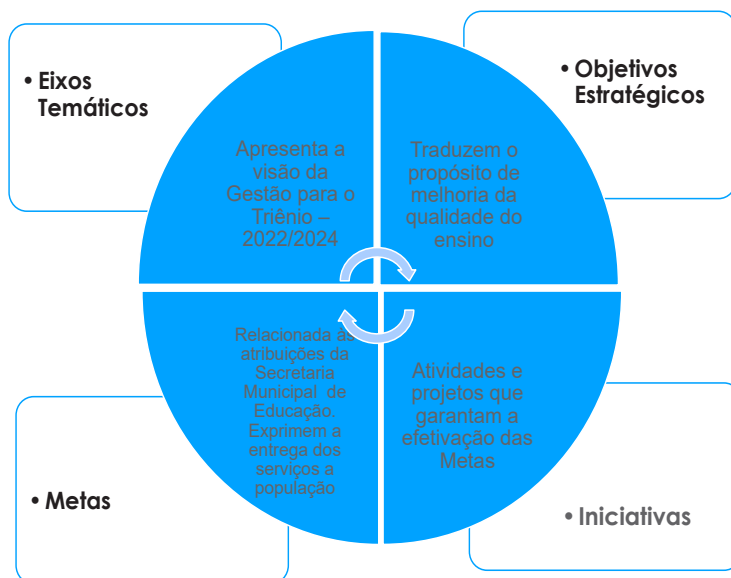 • Eixos
Temáticos
• Objetivos
Estratégicos
Apresenta a
visão da
Gestão para o
Triênio –
2022/2024
Traduzem o
propósito de
melhoria da
qualidade do
ensino
Relacionada às
atribuições da
Secretaria
Municipal de
Educação.
Exprimem a
entrega dos
serviços a
população
Atividades e
projetos que
garantam a
efetivação das
Metas
• Metas
• Iniciativas